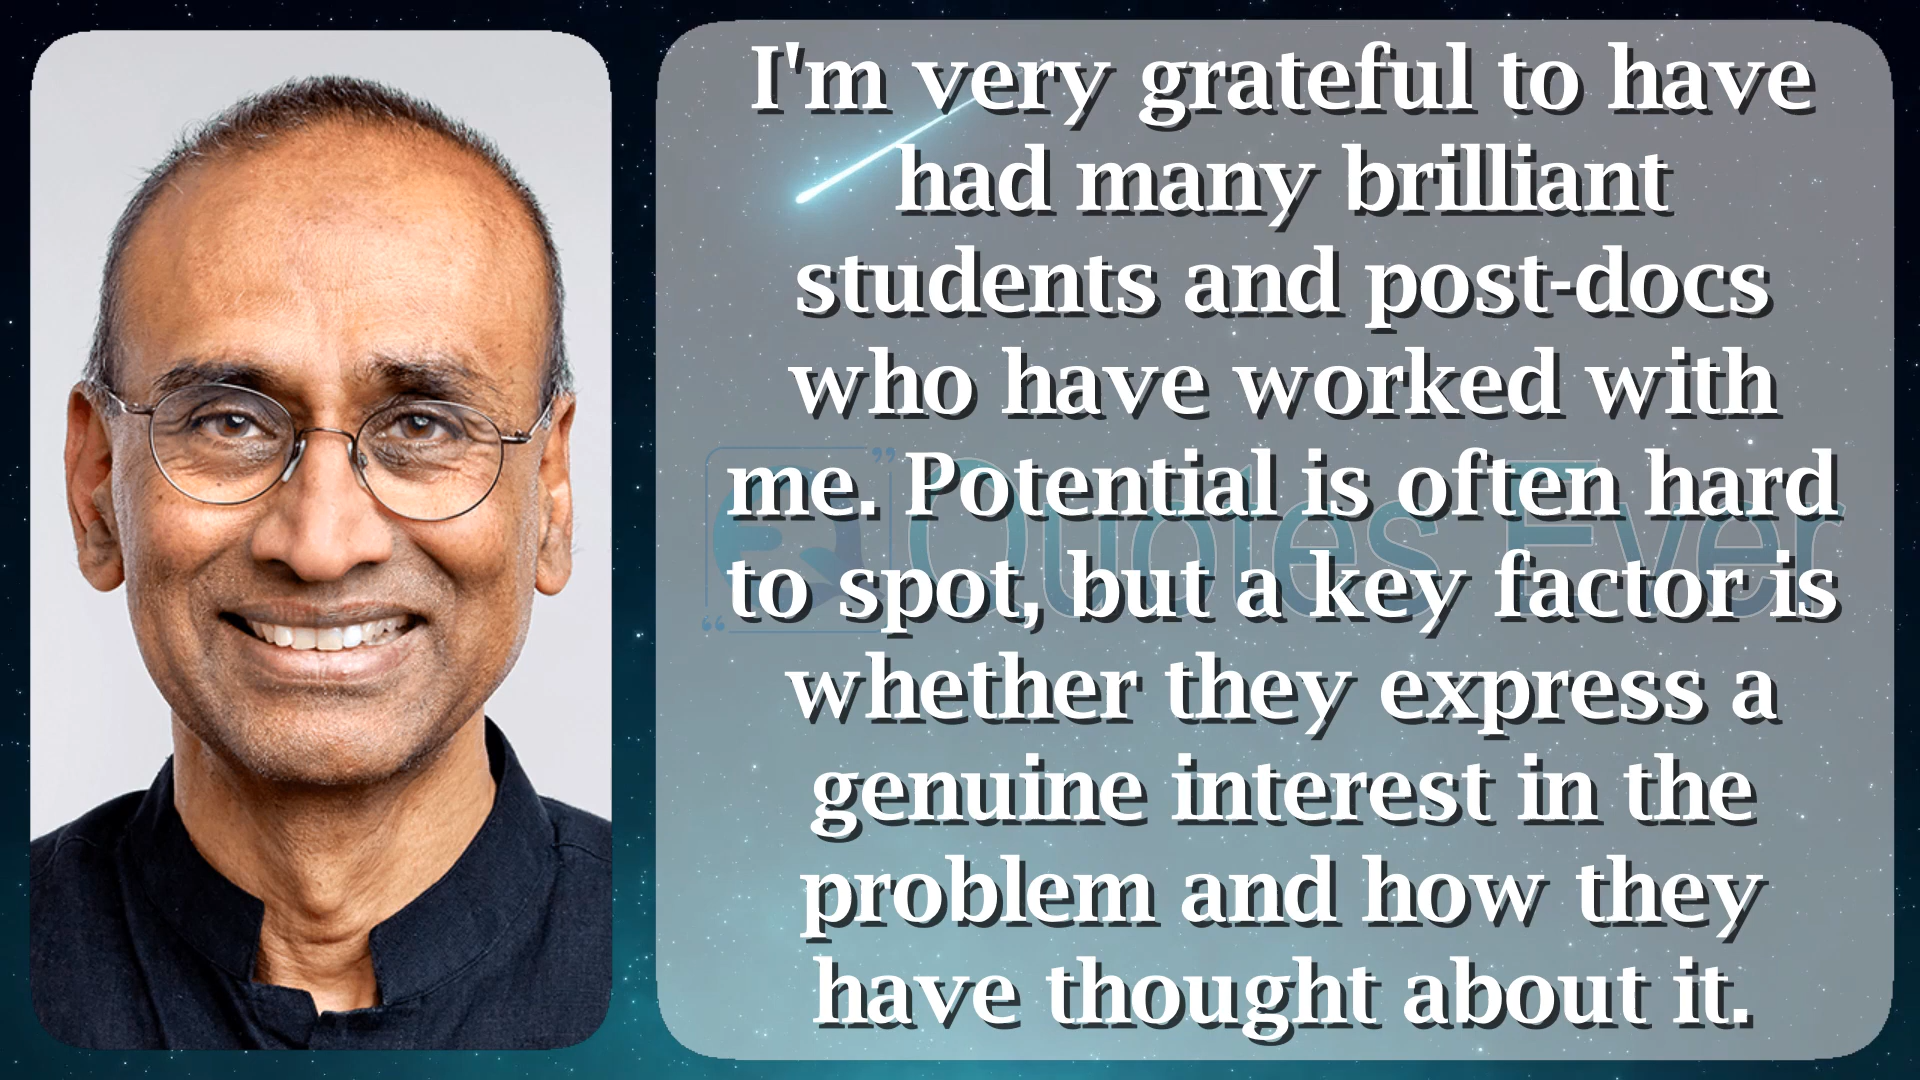 I'm very grateful to have
had many brilliant
students and post-docs
who have worked with
me. Potential is often hard
to spot, but a key factor is
whether they express a
genuine interest in the
problem and how they
have thought about it.
Quotes Ever